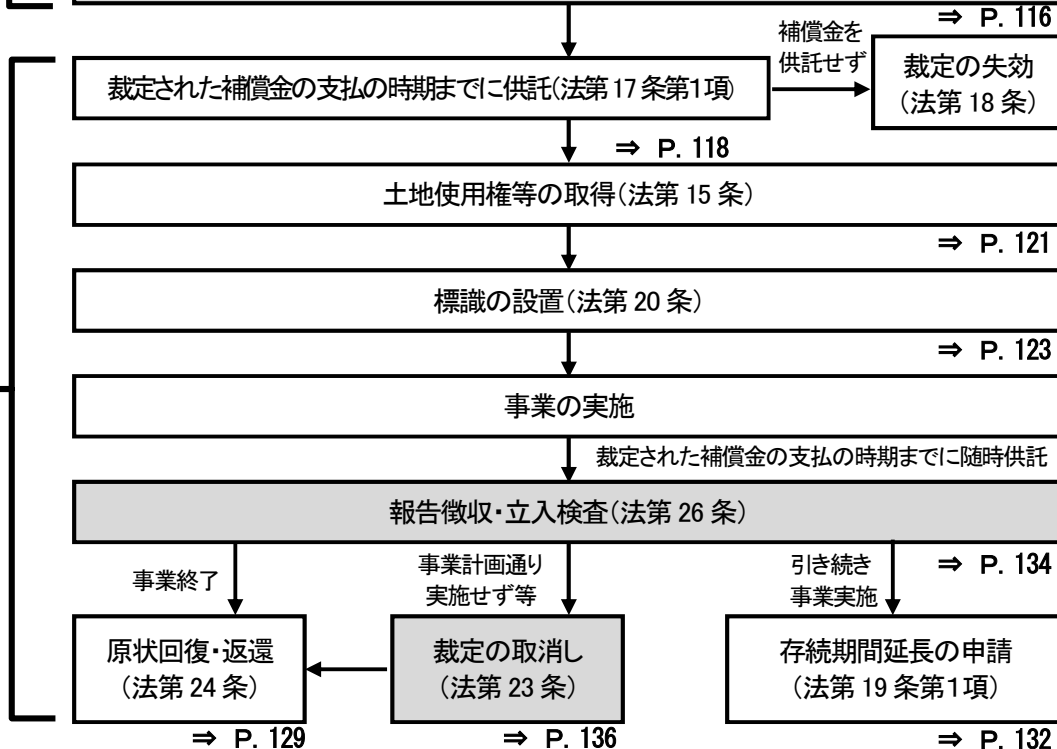 ⇒ P. 116
補償金を
供託せず
裁定された補償金の支払の時期までに供託(法第17条第1項)
裁定の失効
(法第18条)
⇒ P. 118
土地使用権等の取得(法第15条)
⇒ P. 121
標識の設置(法第20条)
⇒ P. 123
事業の実施
裁定された補償金の支払の時期までに随時供託
報告徴収・立入検査(法第26条)
⇒ P. 134
事業終了
事業計画通り
実施せず等
引き続き
事業実施
原状回復・返還
(法第24条)
裁定の取消し
(法第23条)
存続期間延長の申請
(法第19条第1項)
⇒ P. 129
⇒ P. 136
⇒ P. 132